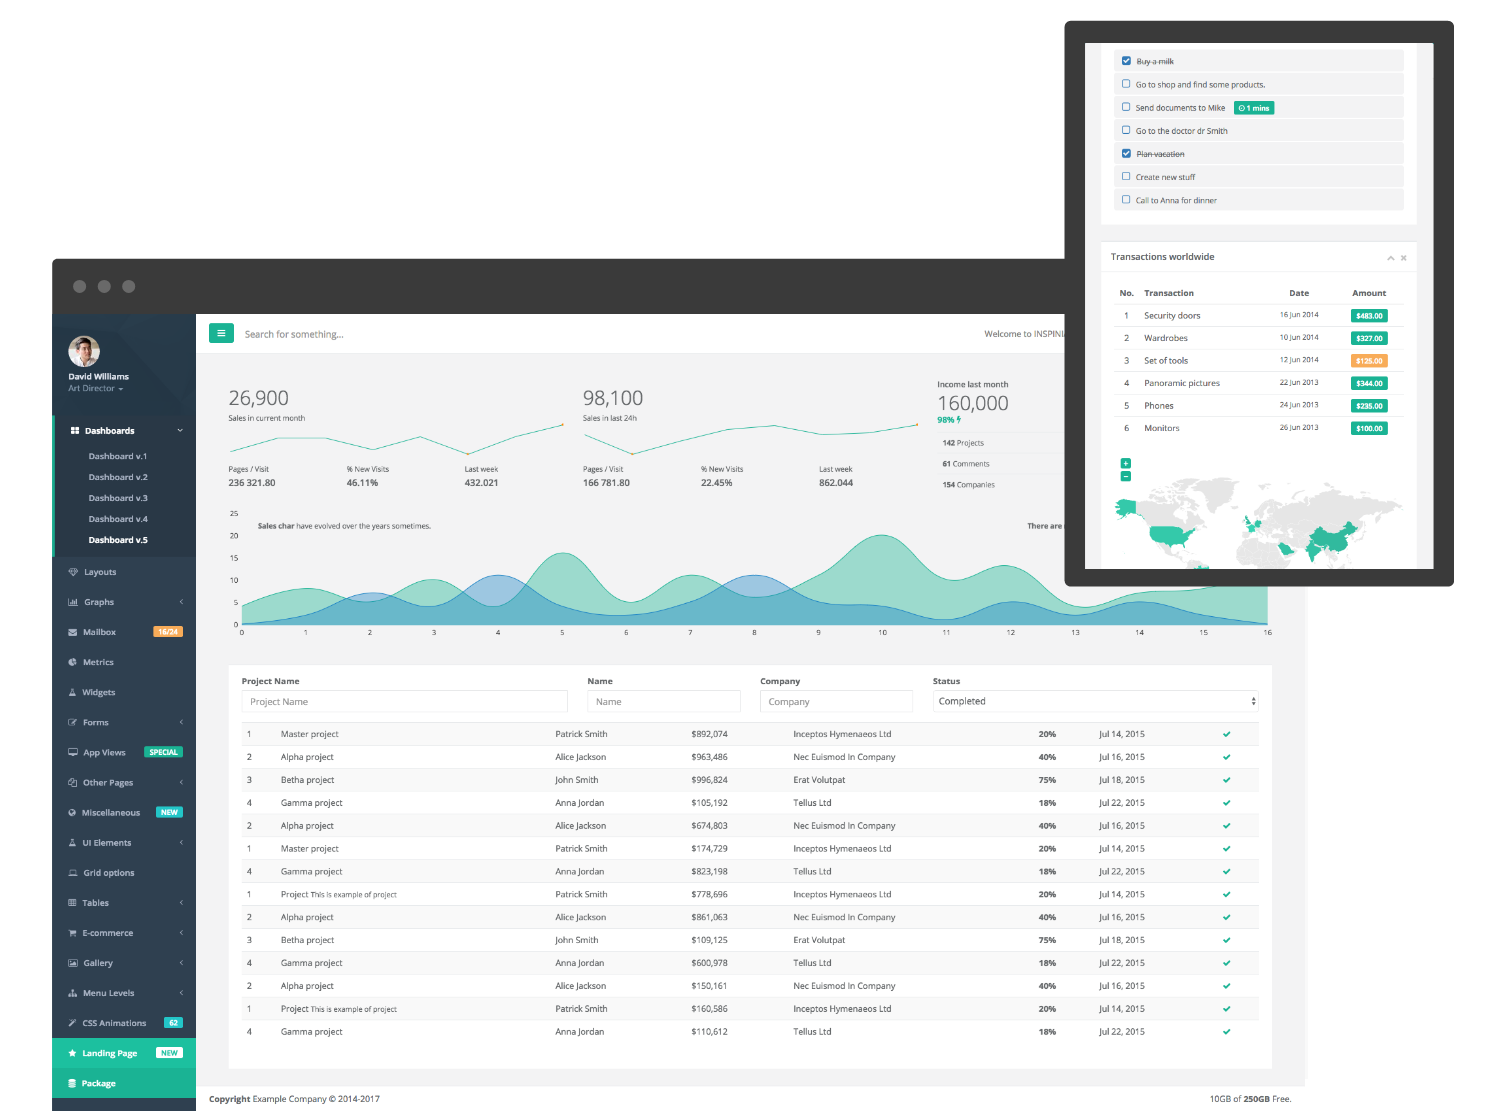 Buy a milk
Go to shop and find some products.
Send documents to Mike 1 mins
Go to the doctor dr Smith
Plan vacation
Create new stuff
Call to Anna for dinner
Transactions worldwide
No. Transaction Date Amount
1 Security doors 16 Jun 2014 $483.00
2 Wardrobes 10 Jun 2014 $327.00
3 Set of tools 12 Jun 2014 $125.00
4 Panoramic pictures 22 Jun 2013 $344.00
5 Phones 24 Jun 2013 $235.00
6 Monitors 26 Jun 2013 $100.00
+
−
David Williams
Art Director
Dashboards
Dashboard v.1
Dashboard v.2
Dashboard v.3
Dashboard v.4
Dashboard v.5
Layouts
Graphs
Mailbox 16/24
Metrics
Widgets
Forms
App Views SPECIAL
Other Pages
Miscellaneous NEW
UI Elements
Grid options
Tables
E-commerce
Gallery
Menu Levels
CSS Animations 62
Landing Page NEW
Package
Search for something...
Welcome to INSPINI
26,900
Sales in current month
Pages / Visit % New Visits Last week
236 321.80 46.11% 432.021
98,100
Sales in last 24h
Pages / Visit % New Visits Last week
166 781.80 22.45% 862.044
Income last month
160,000
98%
142 Projects
61 Comments
154 Companies
Sales char have evolved over the years sometimes.
There are
25
20
15
10
5
0
0 1 2 3 4 5 6 7 8 9 10 11 12 13 14 15 16
Project Name Name Company Status
Project Name Name Company Completed
1 Master project Patrick Smith $892,074 Inceptos Hymenaeos Ltd 20% Jul 14, 2015
2 Alpha project Alice Jackson $963,486 Nec Euismod In Company 40% Jul 16, 2015
3 Betha project John Smith $996,824 Erat Volutpat 75% Jul 18, 2015
4 Gamma project Anna Jordan $105,192 Tellus Ltd 18% Jul 22, 2015
2 Alpha project Alice Jackson $674,803 Nec Euismod In Company 40% Jul 16, 2015
1 Master project Patrick Smith $174,729 Inceptos Hymenaeos Ltd 20% Jul 14, 2015
4 Gamma project Anna Jordan $823,198 Tellus Ltd 18% Jul 22, 2015
1 Project This is example of project Patrick Smith $778,696 Inceptos Hymenaeos Ltd 20% Jul 14, 2015
2 Alpha project Alice Jackson $861,063 Nec Euismod In Company 40% Jul 16, 2015
3 Betha project John Smith $109,125 Erat Volutpat 75% Jul 18, 2015
4 Gamma project Anna Jordan $600,978 Tellus Ltd 18% Jul 22, 2015
2 Alpha project Alice Jackson $150,161 Nec Euismod In Company 40% Jul 16, 2015
1 Project This is example of project Patrick Smith $160,586 Inceptos Hymenaeos Ltd 20% Jul 14, 2015
4 Gamma project Anna Jordan $110,612 Tellus Ltd 18% Jul 22, 2015
Copyright Example Company © 2014-2017
10GB of 250GB Free.